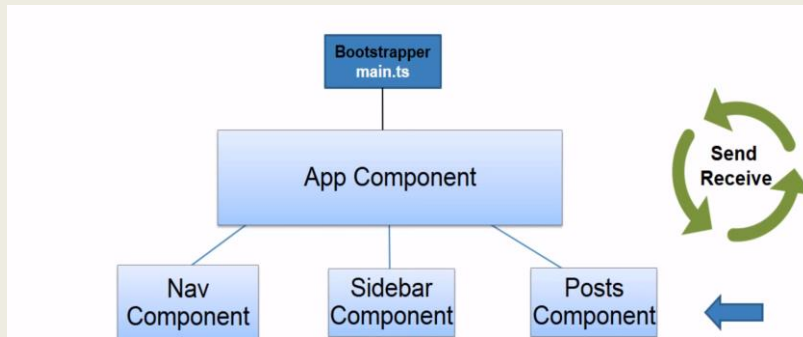 Bootstrapper
main.ts
App Component
Send
Receive
Nav
Component
Sidebar
Component
Posts
Component